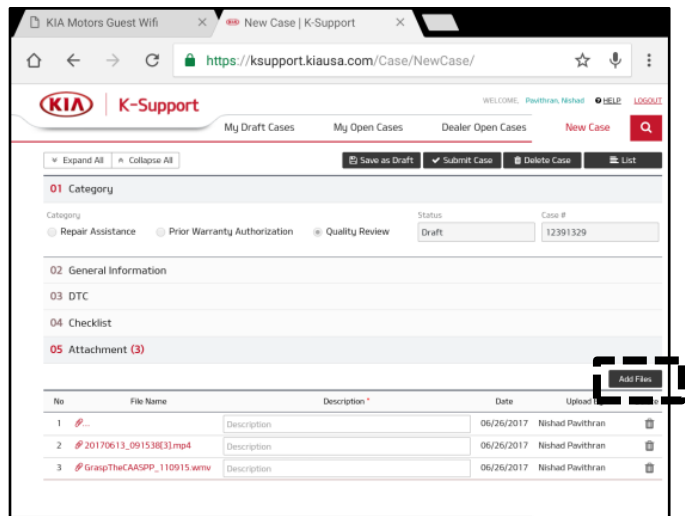 KIA Motors Guest Wifi
New Case | K-Support
https://ksupport.kiausa.com/Case/NewCase/
KIA K-Support
WELCOME, Pavithran, Nishad HELP LOGOUT
My Draft Cases My Open Cases Dealer Open Cases New Case
Expand All Collapse All Save as Draft Submit Case Delete Case List
01 Category
Category Status Case #
Repair Assistance Prior Warranty Authorization Quality Review Draft 12391329
02 General Information
03 DTC
04 Checklist
05 Attachment (3)
Add Files
No File Name Description * Date Upload
1 ... Description 06/26/2017 Nishad Pavithran
2 20170613_091538[3].mp4 Description 06/26/2017 Nishad Pavithran
3 GraspTheCAASPP_110915.wmv Description 06/26/2017 Nishad Pavithran